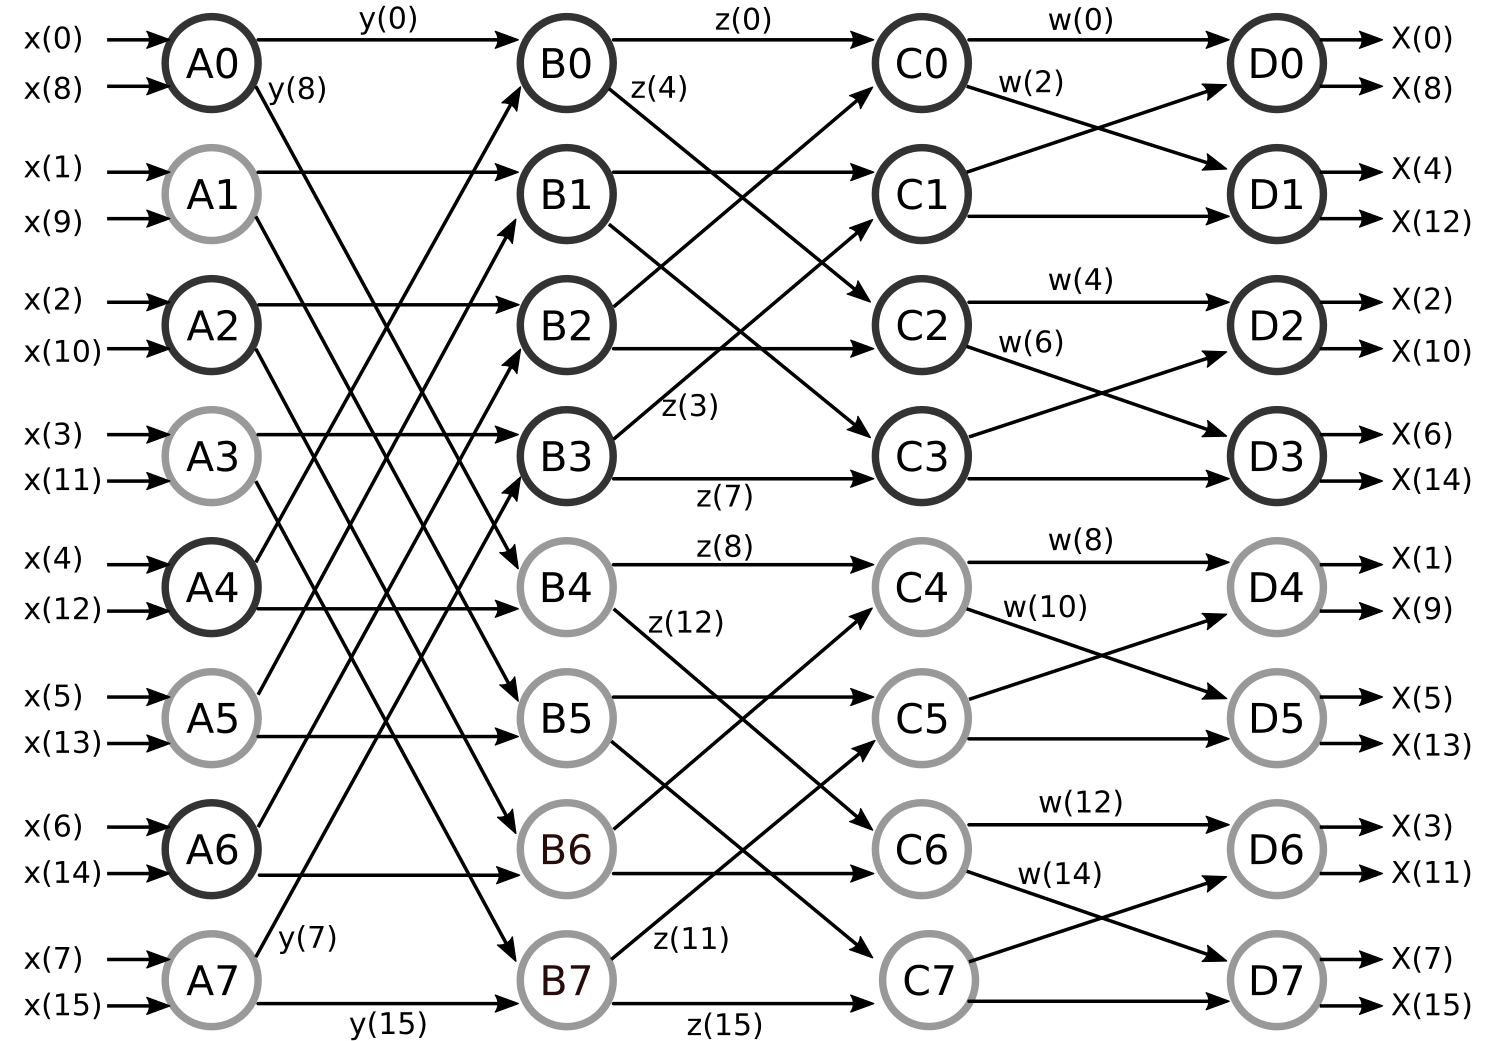 x(0) A0 y(0) B0 z(0) C0 w(0) D0 X(0)
x(8) y(8) z(4) w(2) X(8)
x(1) A1 B1 C1 D1 X(4)
x(9) X(12)
x(2) A2 B2 C2 w(4) D2 X(2)
x(10) w(6) X(10)
x(3) A3 z(3) B3 C3 D3 X(6)
x(11) z(7) X(14)
x(4) A4 B4 z(8) C4 w(8) D4 X(1)
x(12) z(12) w(10) X(9)
x(5) A5 B5 C5 D5 X(5)
x(13) X(13)
x(6) A6 B6 C6 w(12) D6 X(3)
x(14) w(14) X(11)
x(7) A7 y(7) B7 z(11) C7 D7 X(7)
x(15) y(15) z(15) X(15)